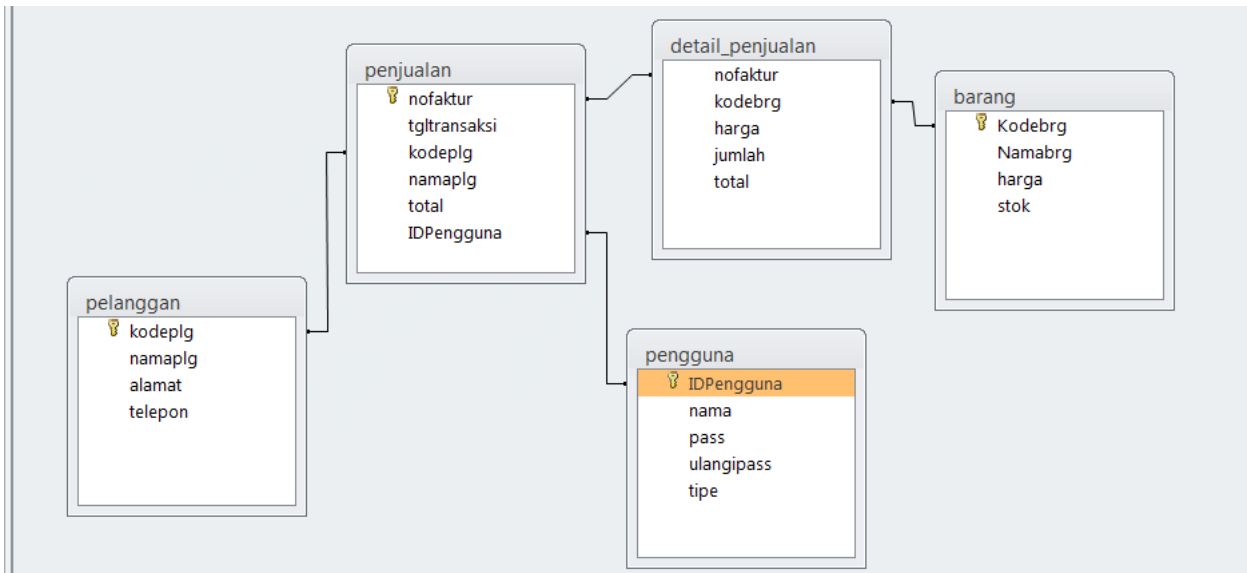 penjualan
nofaktur
tgltransaksi
kodeplg
namaplg
total
IDPengguna
detail_penjualan
nofaktur
kodebrg
harga
jumlah
total
barang
Kodebrg
Namabrg
harga
stok
pelanggan
kodeplg
namaplg
alamat
telepon
pengguna
IDPengguna
nama
pass
ulangipass
tipe